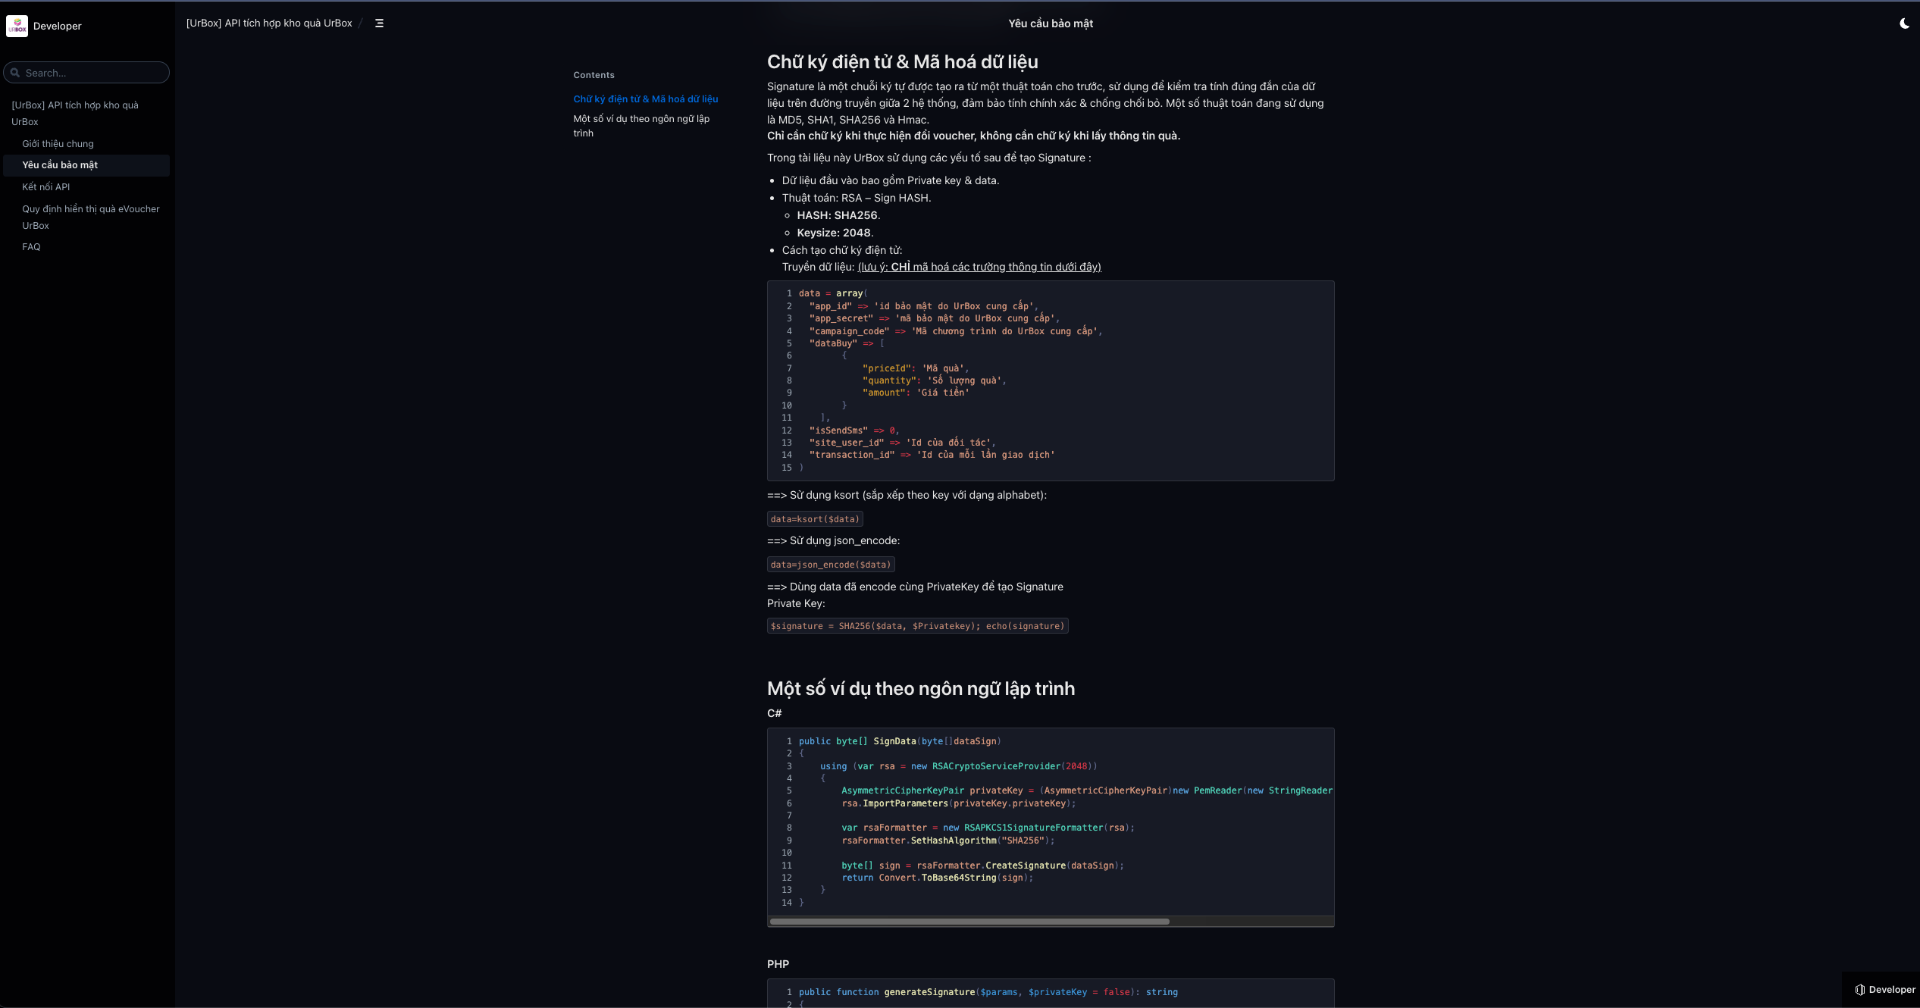 Developer
[UrBox] API tích hợp kho quà UrBox /
Yêu cầu bảo mật
Search...
[UrBox] API tích hợp kho quà
UrBox
Giới thiệu chung
Yêu cầu bảo mật
Kết nối API
Quy định hiển thị quà eVoucher
UrBox
FAQ
Contents
Chữ ký điện tử & Mã hoá dữ liệu
Một số ví dụ theo ngôn ngữ lập
trình
Chữ ký điện tử & Mã hoá dữ liệu
Signature là một chuỗi ký tự được tạo ra từ một thuật toán cho trước, sử dụng để kiểm tra tính đúng đắn của dữ
liệu trên đường truyền giữa 2 hệ thống, đảm bảo tính chính xác & chống chối bỏ. Một số thuật toán đang sử dụng
là MD5, SHA1, SHA256 và Hmac.
Chỉ cần chữ ký khi thực hiện đổi voucher, không cần chữ ký khi lấy thông tin quà.
Trong tài liệu này UrBox sử dụng các yếu tố sau để tạo Signature :
• Dữ liệu đầu vào bao gồm Private key & data.
• Thuật toán: RSA – Sign HASH.
◦ HASH: SHA256.
◦ Keysize: 2048.
• Cách tạo chữ ký điện tử:
Truyền dữ liệu: (lưu ý: CHỈ mã hoá các trường thông tin dưới đây)
1 data = array(
2 "app_id" => 'id bảo mật do UrBox cung cấp',
3 "app_secret" => 'mã bảo mật do UrBox cung cấp',
4 "campaign_code" => 'Mã chương trình do UrBox cung cấp',
5 "dataBuy" => [
6 {
7 "priceId": 'Mã quà',
8 "quantity": 'Số lượng quà',
9 "amount": 'Giá tiền'
10 }
11 ],
12 "isSendSms" => 0,
13 "site_user_id" => 'Id của đối tác',
14 "transaction_id" => 'Id của mỗi lần giao dịch'
15 )
==> Sử dụng ksort (sắp xếp theo key với dạng alphabet):
data=ksort($data)
==> Sử dụng json_encode:
data=json_encode($data)
==> Dùng data đã encode cùng PrivateKey để tạo Signature
Private Key:
$signature = SHA256($data, $Privatekey); echo(signature)
Một số ví dụ theo ngôn ngữ lập trình
C#
1 public byte[] SignData(byte[]dataSign)
2 {
3 using (var rsa = new RSACryptoServiceProvider(2048))
4 {
5 AsymmetricCipherKeyPair privateKey = (AsymmetricCipherKeyPair)new PemReader(new StringReader
6 rsa.ImportParameters(privateKey.privateKey);
7
8 var rsaFormatter = new RSAPKCS1SignatureFormatter(rsa);
9 rsaFormatter.SetHashAlgorithm("SHA256");
10
11 byte[] sign = rsaFormatter.CreateSignature(dataSign);
12 return Convert.ToBase64String(sign);
13 }
14 }
PHP
1 public function generateSignature($params, $privateKey = false): string
2 {
Developer